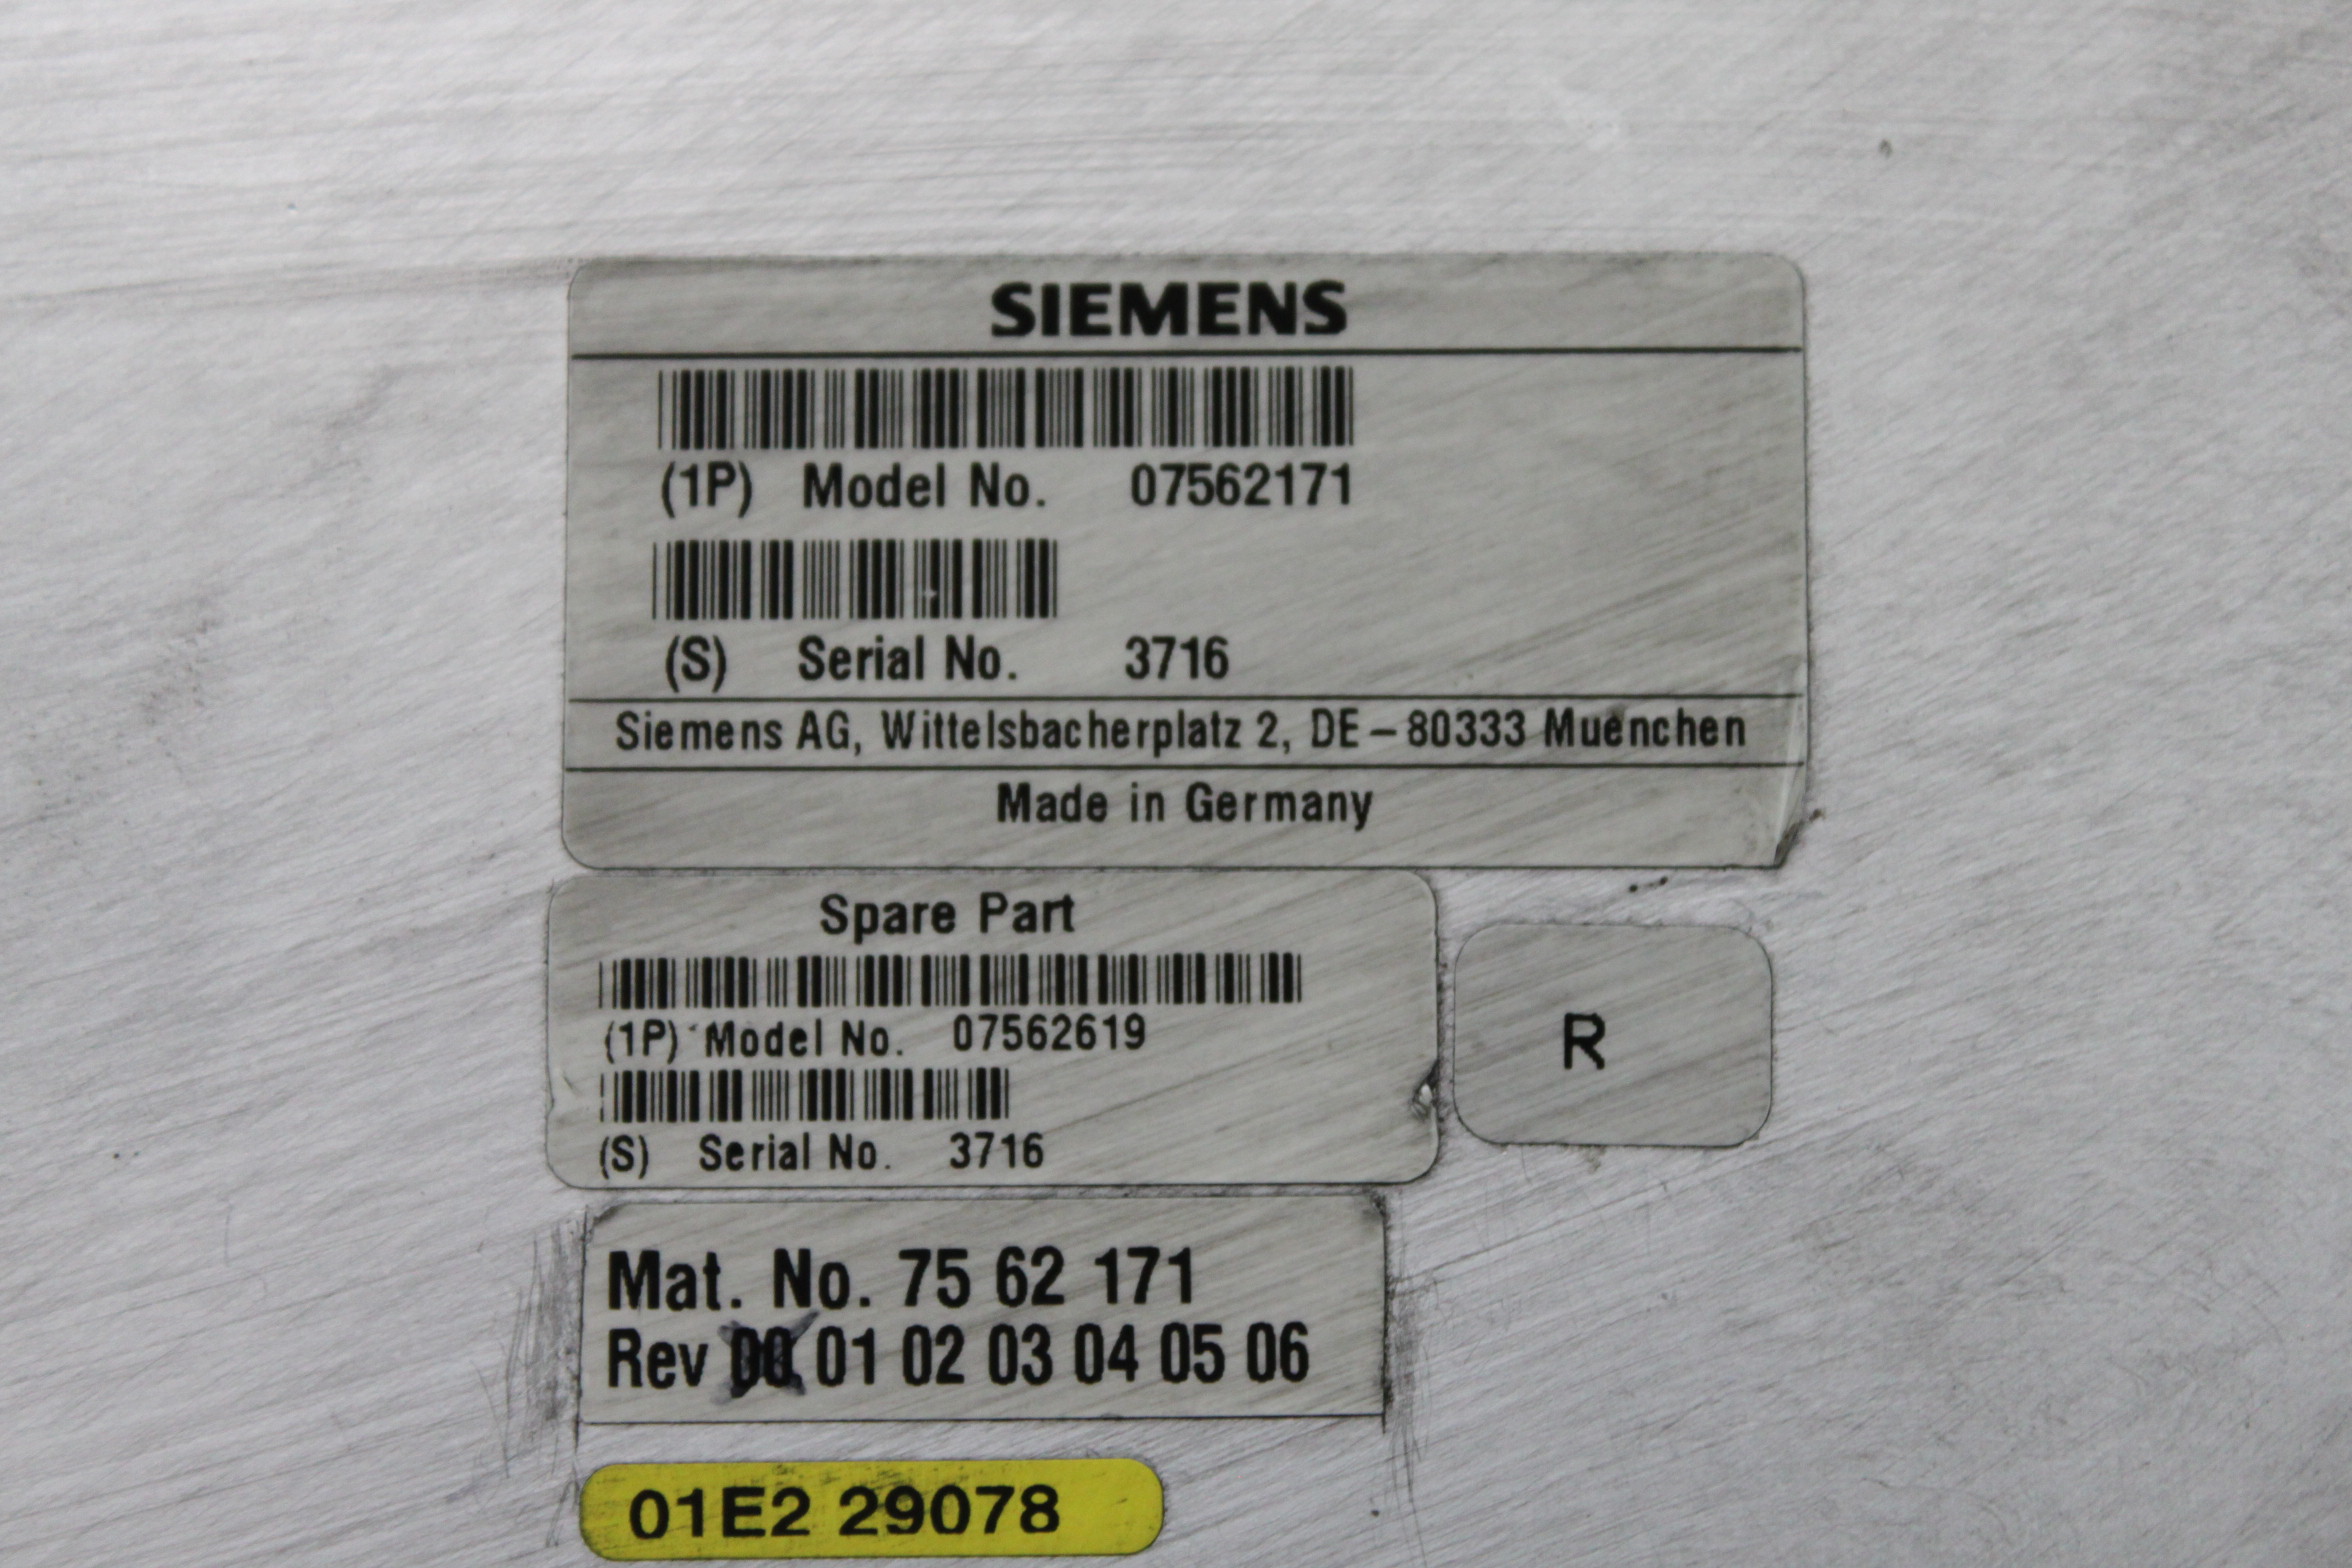 SIEMENS
(1P) Model No. 07562171
(S) Serial No. 3716
Siemens AG, Wittelsbacherplatz 2, DE-80333 Muenchen
Made in Germany
Spare Part
(1P) Model No. 07562619
(S) Serial No. 3716
R
Mat. No. 75 62 171
Rev 00 01 02 03 04 05 06
01E2 29078